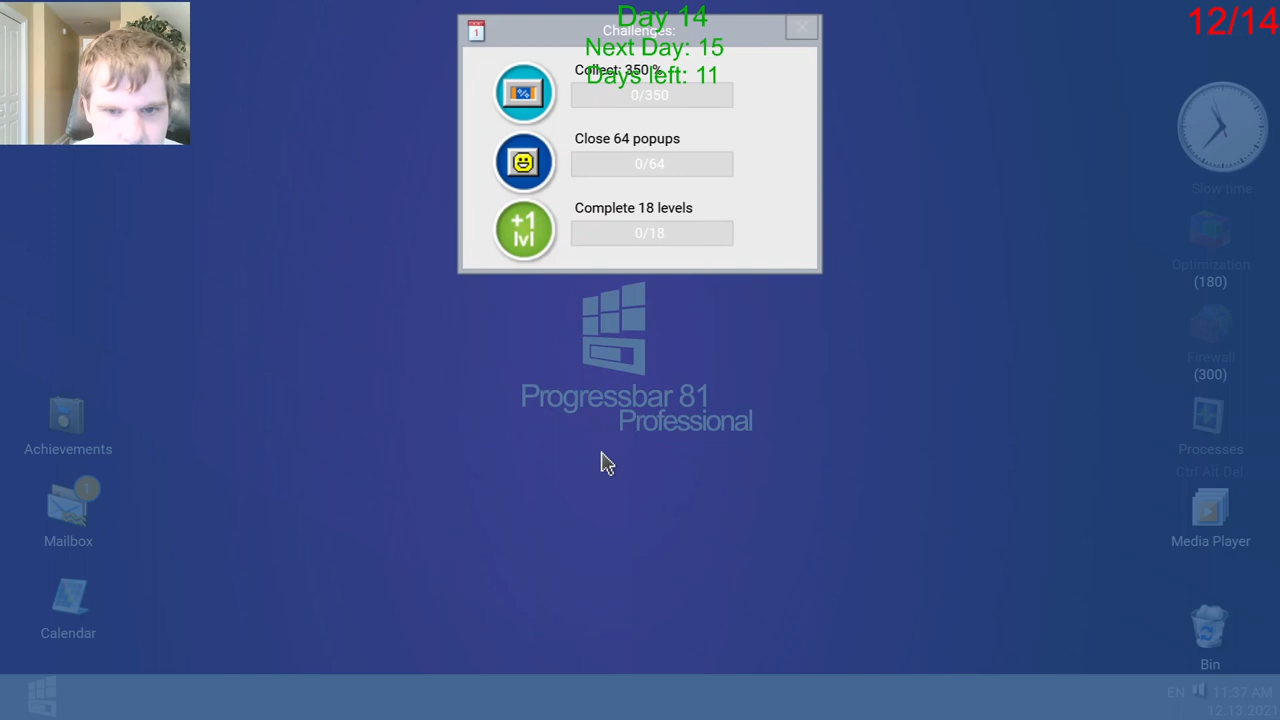 Day 14
12/14
Challenges:
Next Day: 15
Collect: 350 %
Days left: 11
0/350
Close 64 popups
0/64
Slow time
Complete 18 levels
+1
lvl
0/18
Optimization
(180)
Firewall
(300)
Progressbar 81
Professional
Achievements
Processes
Ctrl Alt Del
1
Mailbox
Media Player
Calendar
Bin
EN 11:37 AM